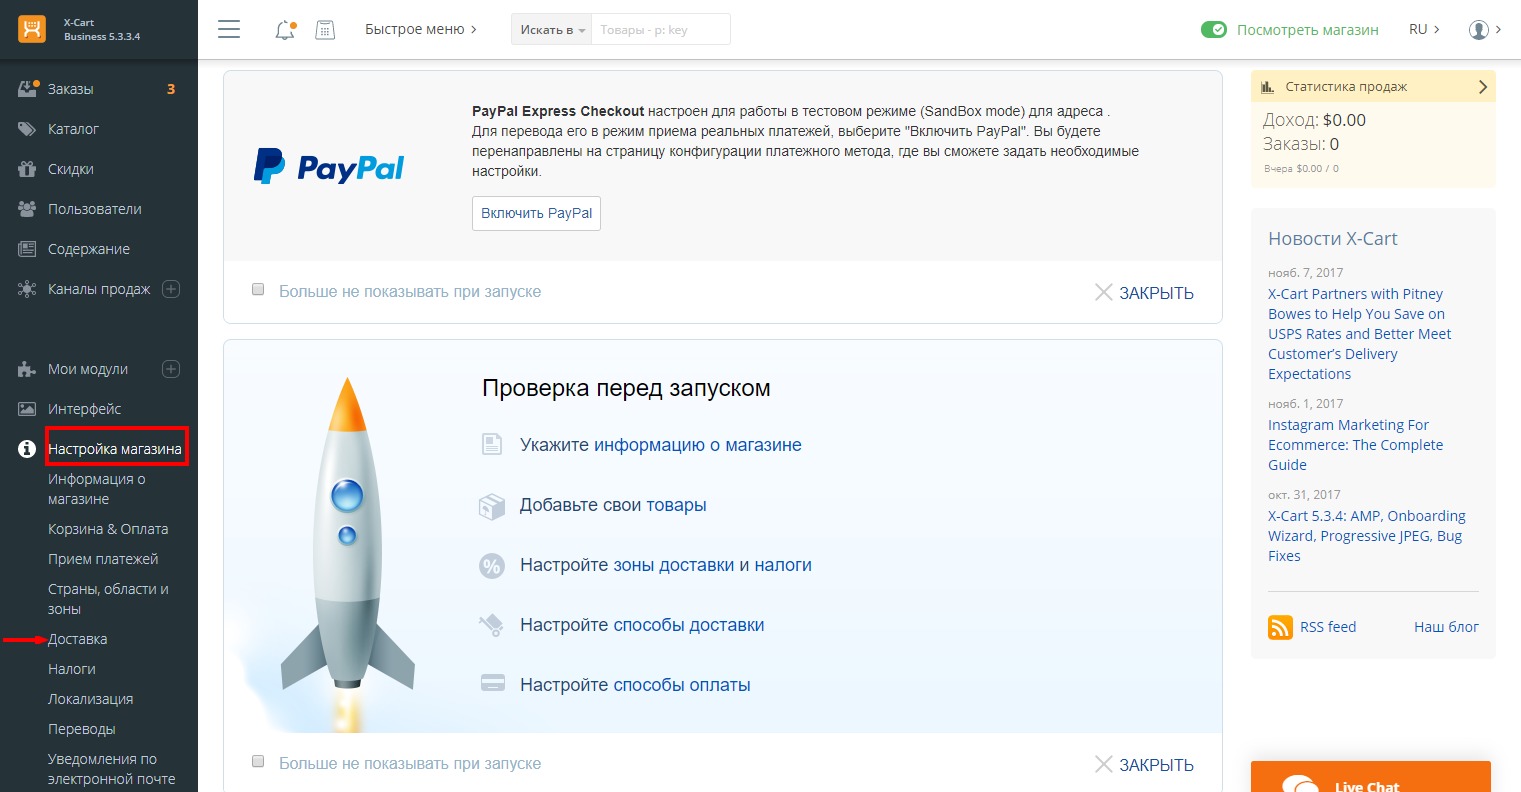 X-Cart
Business 5.3.3.4
Быстрое меню
Искать в
Товары - p: key
Посмотреть магазин
RU
Заказы
3
Каталог
Скидки
Пользователи
Содержание
Каналы продаж
Мои модули
Интерфейс
Настройка магазина
Информация о
магазине
Корзина & Оплата
Прием платежей
Страны, области и
зоны
Доставка
Налоги
Локализация
Переводы
Уведомления по
электронной почте
PayPal
PayPal Express Checkout настроен для работы в тестовом режиме (SandBox mode) для адреса .
Для перевода его в режим приема реальных платежей, выберите "Включить PayPal". Вы будете
перенаправлены на страницу конфигурации платежного метода, где вы сможете задать необходимые
настройки.
Включить PayPal
Больше не показывать при запуске
ЗАКРЫТЬ
Проверка перед запуском
Укажите информацию о магазине
Добавьте свои товары
%
Настройте зоны доставки и налоги
Настройте способы доставки
Настройте способы оплаты
Больше не показывать при запуске
ЗАКРЫТЬ
Статистика продаж
Доход: $0.00
Заказы: 0
Вчера $0.00 / 0
Новости X-Cart
нояб. 7, 2017
X-Cart Partners with Pitney
Bowes to Help You Save on
USPS Rates and Better Meet
Customer’s Delivery
Expectations
нояб. 1, 2017
Instagram Marketing For
Ecommerce: The Complete
Guide
окт. 31, 2017
X-Cart 5.3.4: AMP, Onboarding
Wizard, Progressive JPEG, Bug
Fixes
RSS feed
Наш блог
Live Chat